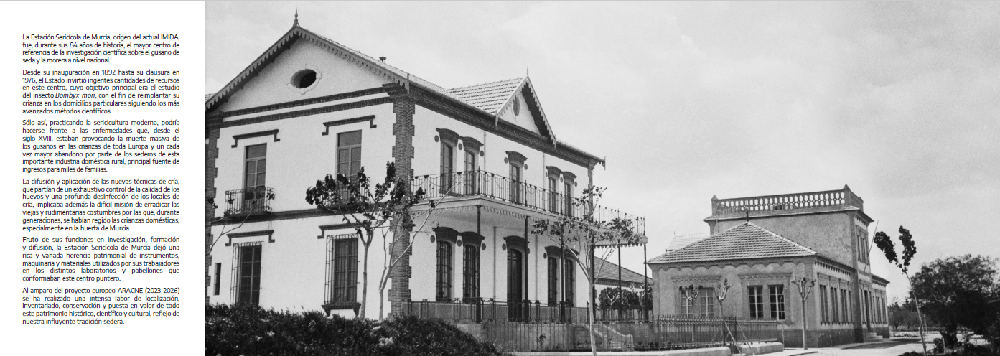 La Estación Sericícola de Murcia, origen del actual IMIDA,
fue, durante sus 84 años de historia, el mayor centro de
referencia de la investigación científica sobre el gusano de
seda y la morera a nivel nacional.
Desde su inauguración en 1892 hasta su clausura en
1976, el Estado invirtió ingentes cantidades de recursos
en este centro, cuyo objetivo principal era el estudio
del insecto Bombyx mori, con el fin de reimplantar su
crianza en los domicilios particulares siguiendo los más
avanzados métodos científicos.
Sólo así, practicando la sericicultura moderna, podría
hacerse frente a las enfermedades que, desde el
siglo XVIII, estaban provocando la muerte masiva de
los gusanos en las crianzas de toda Europa y un cada
vez mayor abandono por parte de los sederos de esta
importante industria doméstica rural, principal fuente de
ingresos para miles de familias.
La difusión y aplicación de las nuevas técnicas de cría,
que partían de un exhaustivo control de la calidad de los
huevos y una profunda desinfección de los locales de
cría, implicaba además la difícil misión de erradicar las
viejas y rudimentarias costumbres por las que, durante
generaciones, se habían regido las crianzas domésticas,
especialmente en la huerta de Murcia.
Fruto de sus funciones en investigación, formación
y difusión, la Estación Sericícola de Murcia dejó una
rica y variada herencia patrimonial de instrumentos,
maquinaria y materiales utilizados por sus trabajadores
en los distintos laboratorios y pabellones que
conformaban este centro puntero.
Al amparo del proyecto europeo ARACNE (2023-2026)
se ha realizado una intensa labor de localización,
inventariado, conservación y puesta en valor de todo
este patrimonio histórico, científico y cultural, reflejo de
nuestra influyente tradición sedera.